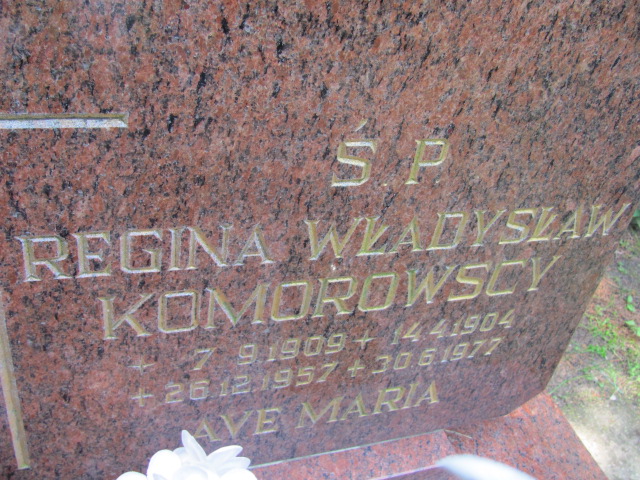 Ś P
REGINA WŁADYSŁAW
KOMOROWSCY
+ 7 9.1909 + 14.4.1904
+ 26.12.1957 + 30.6.1977
AVE MARIA